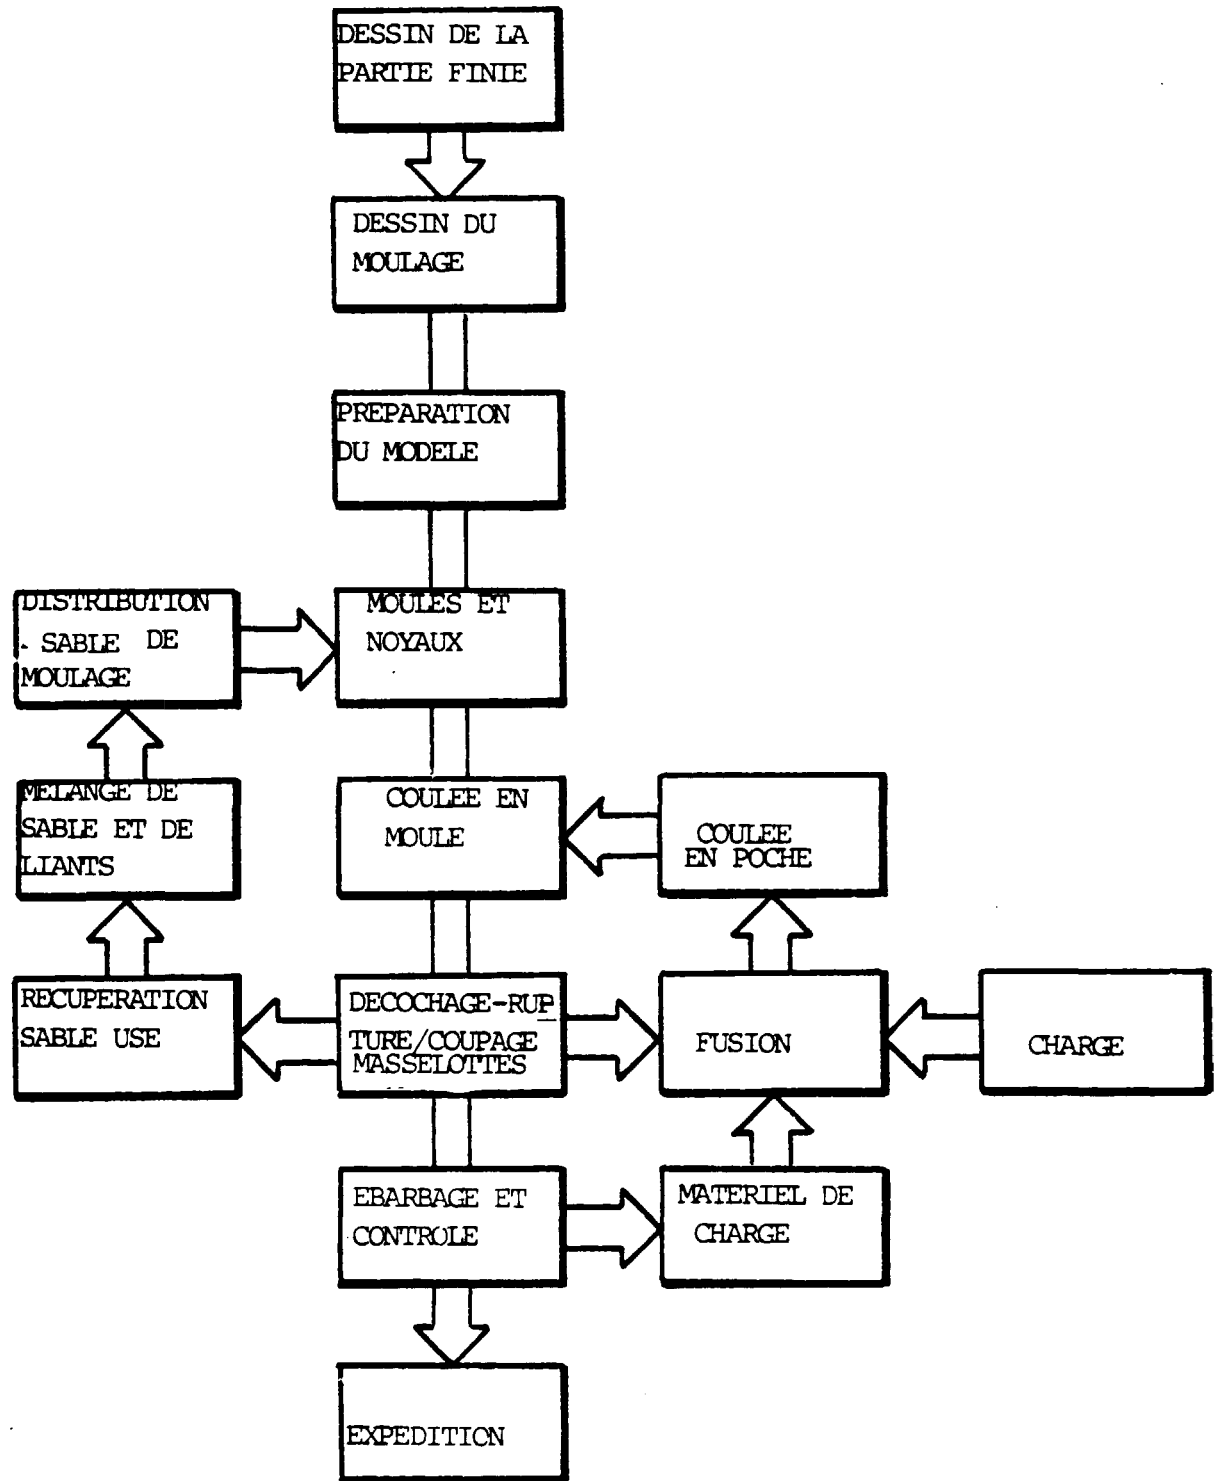 DESSIN DE LA
PARTIE FINIE
DESSIN DU
MOULAGE
PREPARATION
DU MODELE
DISTRIBUTION
SABLE DE
MOULAGE
MOULES ET
NOYAUX
MELANGE DE
SABLE ET DE
LIANTS
COULEE EN
MOULE
COULEE
EN POCHE
RECUPERATION
SABLE USE
DECOCHAGE-RUP
TURE/COUPAGE
MASSELOTTES
FUSION
CHARGE
EBARBAGE ET
CONTROLE
MATERIEL DE
CHARGE
EXPEDITION